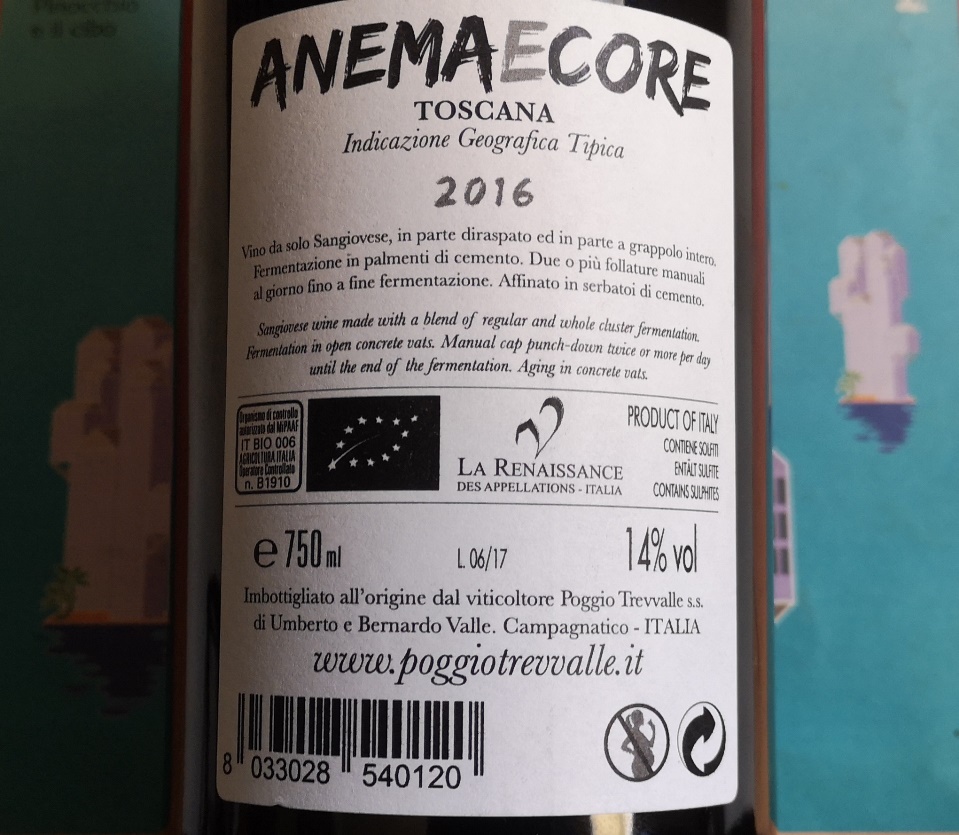 Pinocchio
e il cibo
ANEMAECORE
TOSCANA
Indicazione Geografica Tipica
2016
Vino da solo Sangiovese, in parte diraspato ed in parte a grappolo intero.
Fermentazione in palmenti di cemento. Due o più follature manuali
al giorno fino a fine fermentazione. Affinato in serbatoi di cemento.
Sangiovese wine made with a blend of regular and whole cluster fermentation.
Fermentation in open concrete vats. Manual cap punch-down twice or more per day
until the end of the fermentation. Aging in concrete vats.
Organismo di controllo
autorizzato dal MiPAAF
IT BIO 006
AGRICOLTURA ITALIA
Operatore Controllato
n. B1910
LA RENAISSANCE
DES APPELLATIONS - ITALIA
PRODUCT OF ITALY
CONTIENE SOLFITI
ENTÄLT SULFITE
CONTAINS SULPHITES
e 750 ml
L. 06/17
14% vol
Imbottigliato all'origine dal viticoltore Poggio Trevvalle s.s.
di Umberto e Bernardo Valle. Campagnatico - ITALIA
www.poggiotrevvalle.it
8 033028 540120